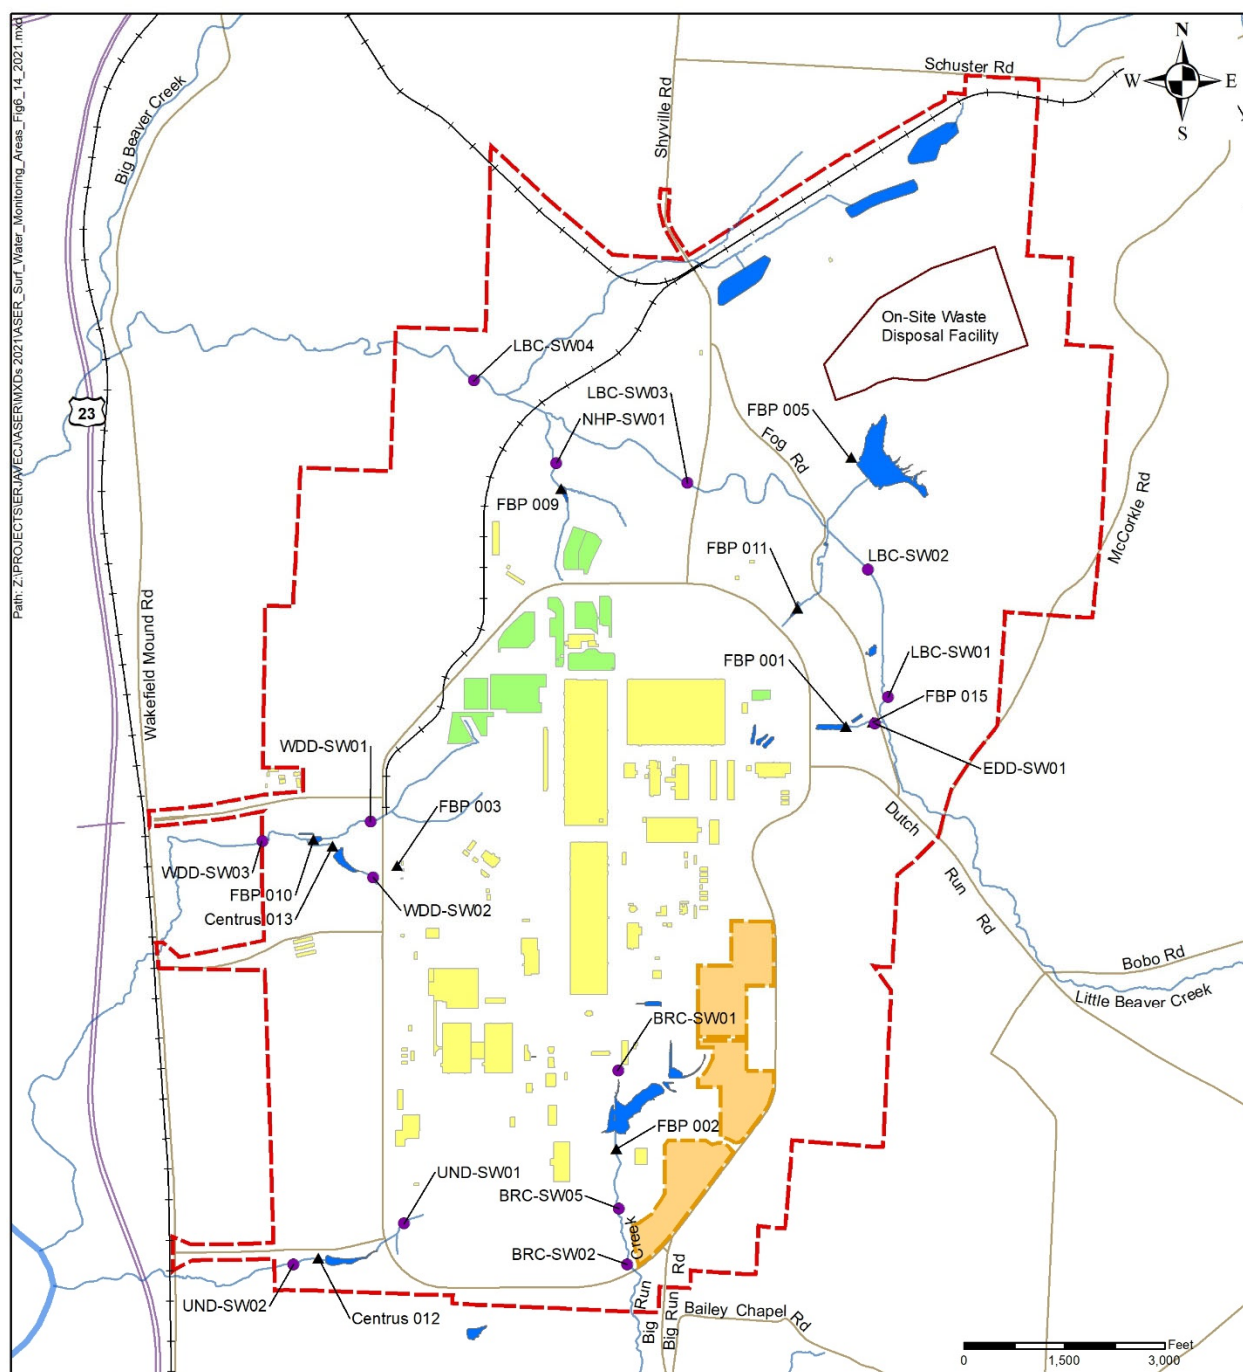 Path: Z:\PROJECTS\ERJAVECJ\ASER\MXDs 2021\ASER_Surf_Water_Monitoring_Areas_Fig6_14_2021.mxd
N
W
E
S
Schuster Rd
Shyville Rd
Big Beaver Creek
On-Site Waste
Disposal Facility
LBC-SW04
LBC-SW03
NHP-SW01
FBP 005
23
Fog Rd
McCorkle Rd
FBP 009
FBP 011
LBC-SW02
Wakefield Mound Rd
FBP 001
LBC-SW01
FBP 015
EDD-SW01
WDD-SW01
FBP 003
Dutch Run Rd
WDD-SW03
FBP 010
Centrus 013
WDD-SW02
Bobo Rd
Little Beaver Creek
BRC-SW01
FBP 002
UND-SW01
BRC-SW05
BRC-SW02
Big Run Creek
Big Run Rd
UND-SW02
Centrus 012
Bailey Chapel Rd
Feet
0 1,500 3,000